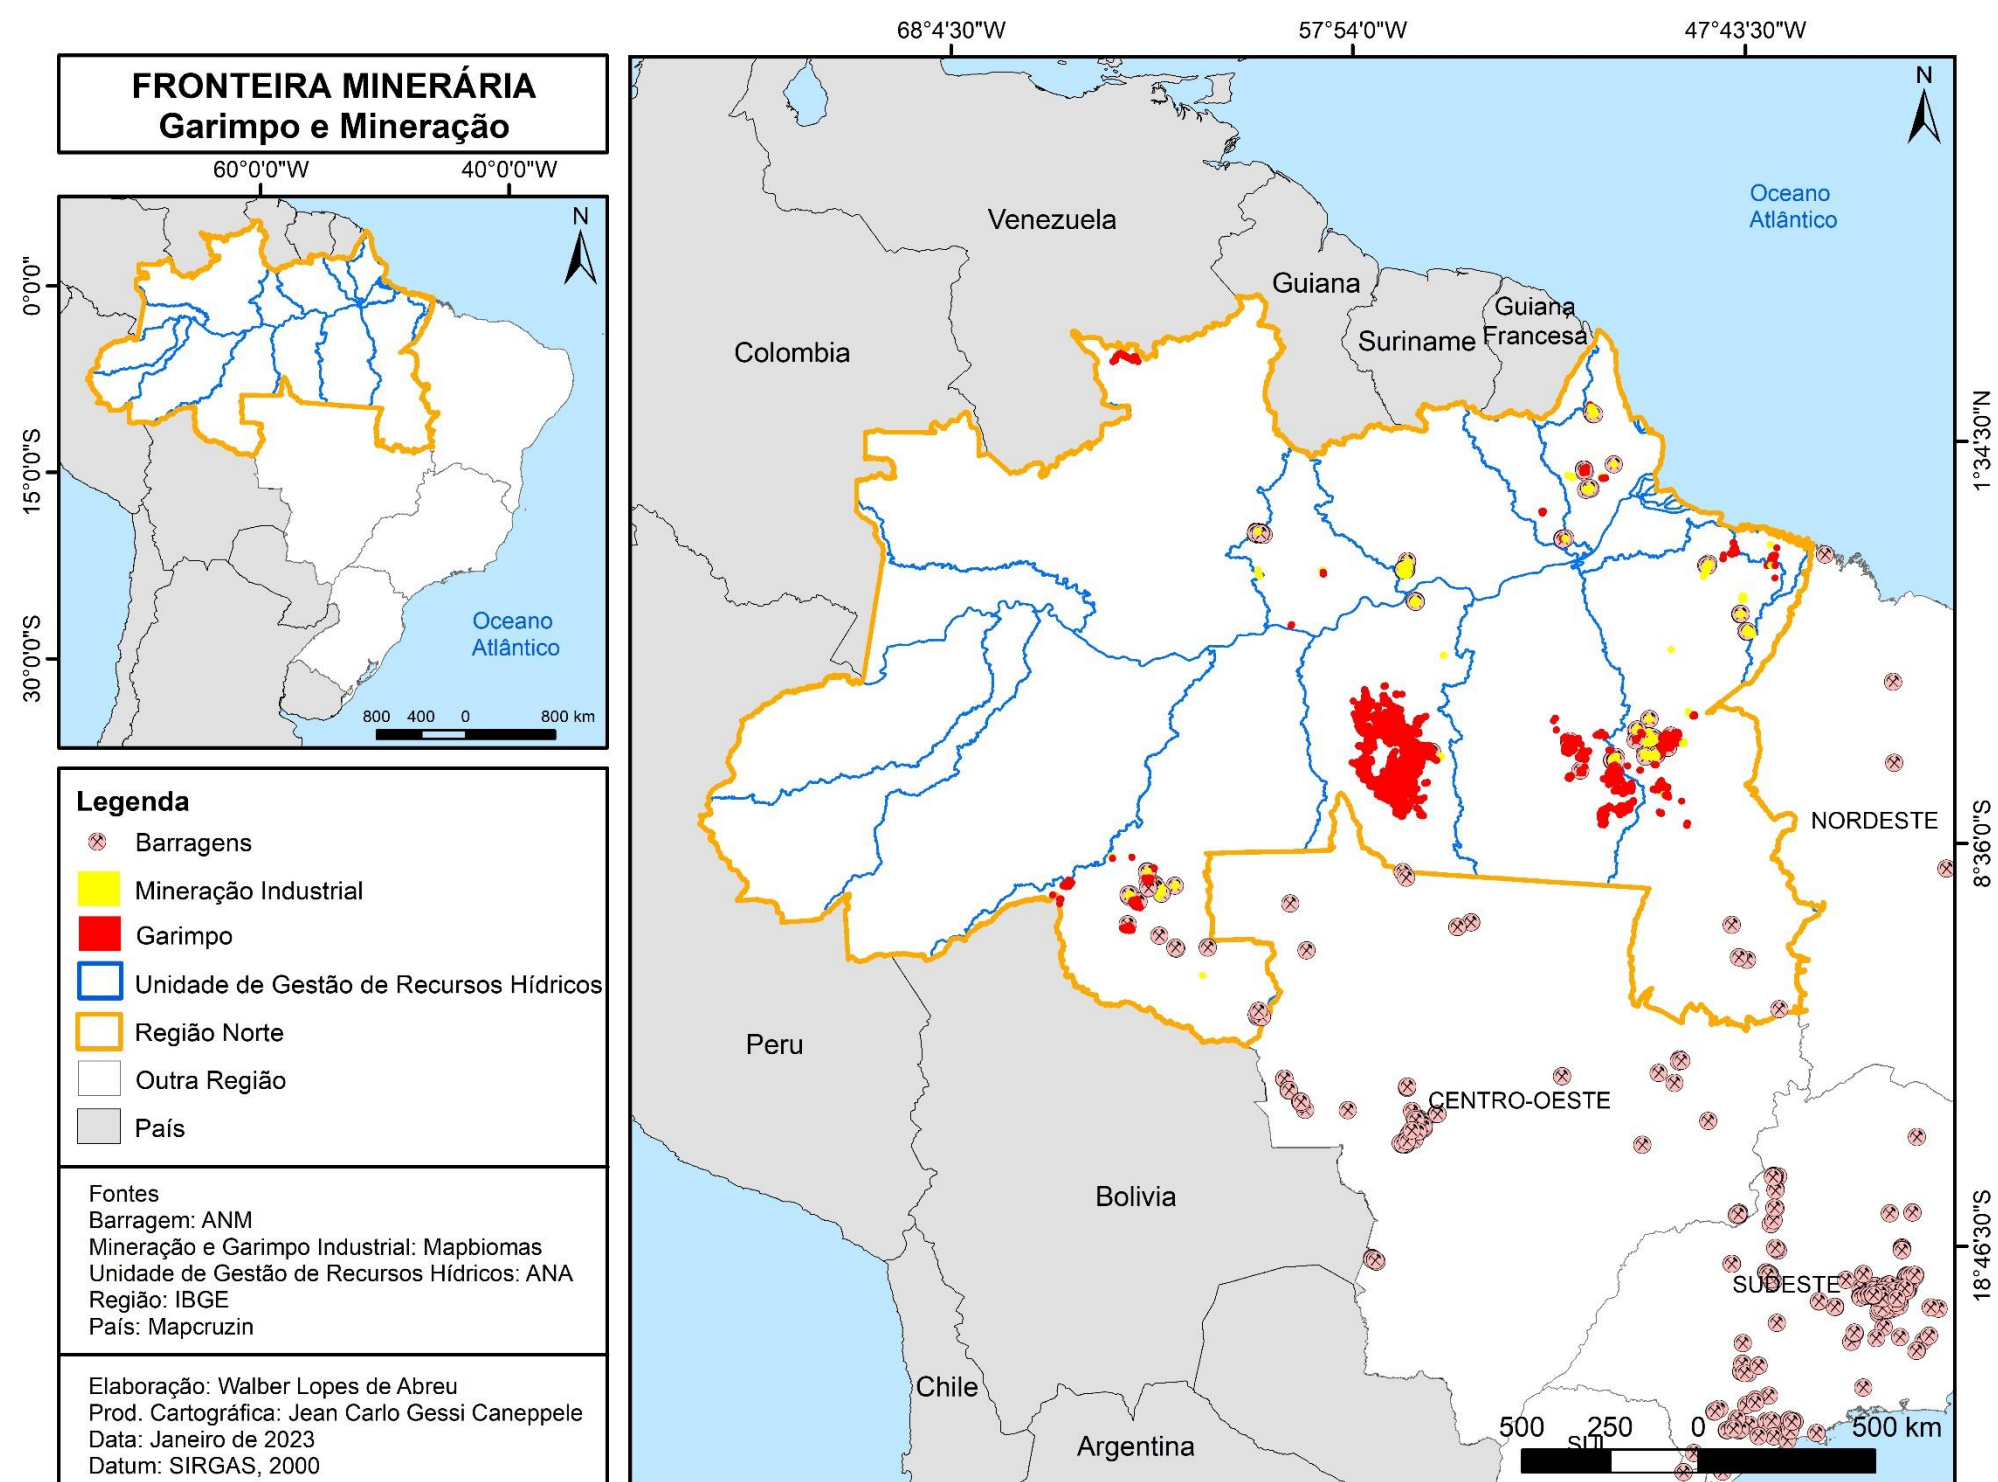 FRONTEIRA MINERÁRIA
Garimpo e Mineração
60°0'0"W
40°0'0"W
N
0°0'0"
15°0'0"S
30°0'0"S
Oceano
Atlântico
800 400 0 800 km
Legenda
Barragens
Mineração Industrial
Garimpo
Unidade de Gestão de Recursos Hídricos
Região Norte
Outra Região
País
Fontes
Barragem: ANM
Mineração e Garimpo Industrial: Mapbiomas
Unidade de Gestão de Recursos Hídricos: ANA
Região: IBGE
País: Mapcruzin
Elaboração: Walber Lopes de Abreu
Prod. Cartográfica: Jean Carlo Gessi Caneppele
Data: Janeiro de 2023
Datum: SIRGAS, 2000
68°4'30"W
57°54'0"W
47°43'30"W
N
Oceano
Atlântico
Venezuela
Guiana
Guiana
Francesa
Suriname
Colombia
1°34'30"N
NORDESTE
8°36'0"S
Peru
CENTRO-OESTE
Bolivia
18°46'30"S
SUDESTE
Chile
Argentina
500 250 0 500 km